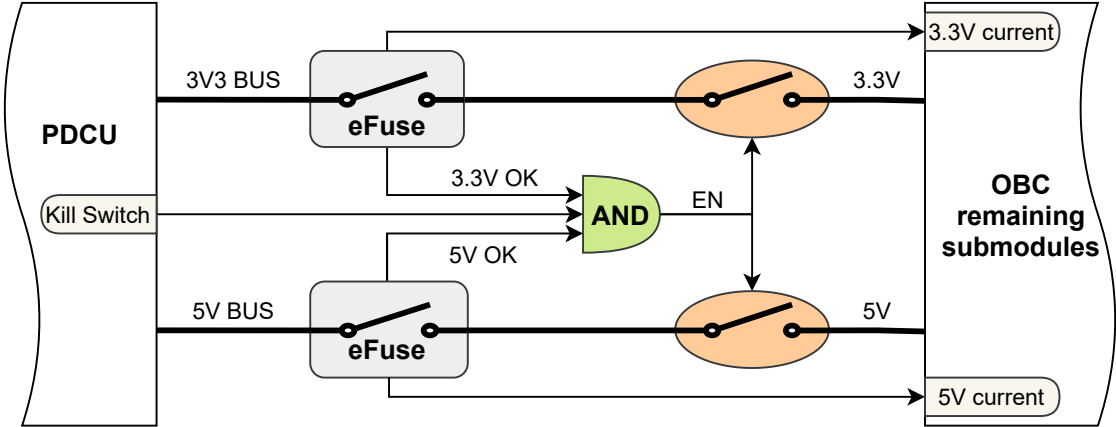 3.3V current
3V3 BUS
3.3V
eFuse
PDCU
3.3V OK
Kill Switch
AND
EN
OBC
remaining
submodules
5V OK
5V BUS
5V
eFuse
5V current